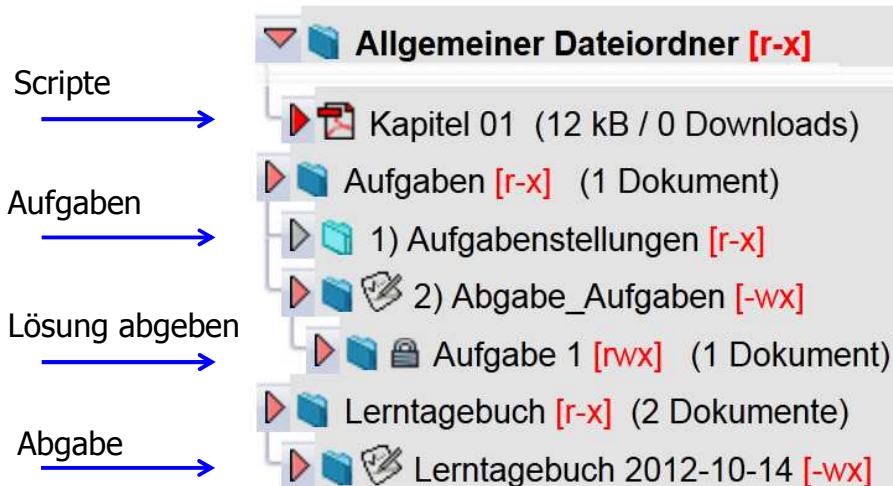 Allgemeiner Dateiordner [r-x]
Scripte
Kapitel 01 (12 kB / 0 Downloads)
Aufgaben [r-x] (1 Dokument)
Aufgaben
1) Aufgabenstellungen [r-x]
2) Abgabe_Aufgaben [-wx]
Lösung abgeben
Aufgabe 1 [rwx] (1 Dokument)
Lerntagebuch [r-x] (2 Dokumente)
Abgabe
Lerntagebuch 2012-10-14 [-wx]